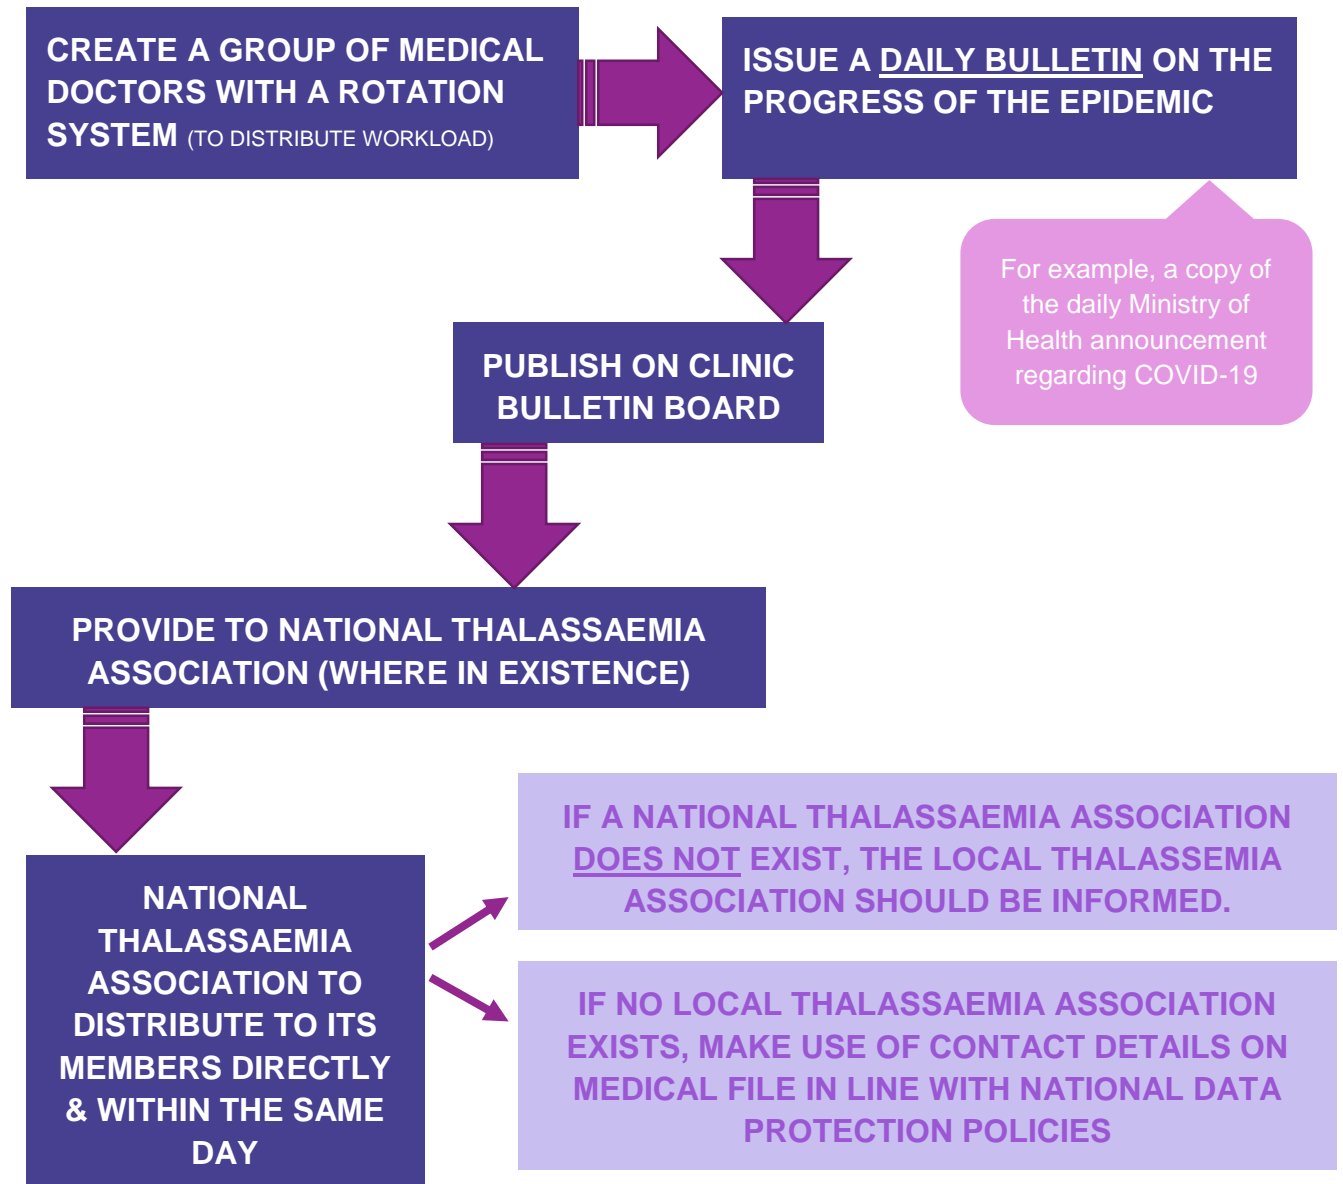 CREATE A GROUP OF MEDICAL
DOCTORS WITH A ROTATION
SYSTEM (TO DISTRIBUTE WORKLOAD)
ISSUE A DAILY BULLETIN ON THE
PROGRESS OF THE EPIDEMIC
For example, a copy of
the daily Ministry of
Health announcement
regarding COVID-19
PUBLISH ON CLINIC
BULLETIN BOARD
PROVIDE TO NATIONAL THALASSAEMIA
ASSOCIATION (WHERE IN EXISTENCE)
NATIONAL
THALASSAEMIA
ASSOCIATION TO
DISTRIBUTE TO ITS
MEMBERS DIRECTLY
& WITHIN THE SAME
DAY
IF A NATIONAL THALASSAEMIA ASSOCIATION
DOES NOT EXIST, THE LOCAL THALASSEMIA
ASSOCIATION SHOULD BE INFORMED.
IF NO LOCAL THALASSAEMIA ASSOCIATION
EXISTS, MAKE USE OF CONTACT DETAILS ON
MEDICAL FILE IN LINE WITH NATIONAL DATA
PROTECTION POLICIES